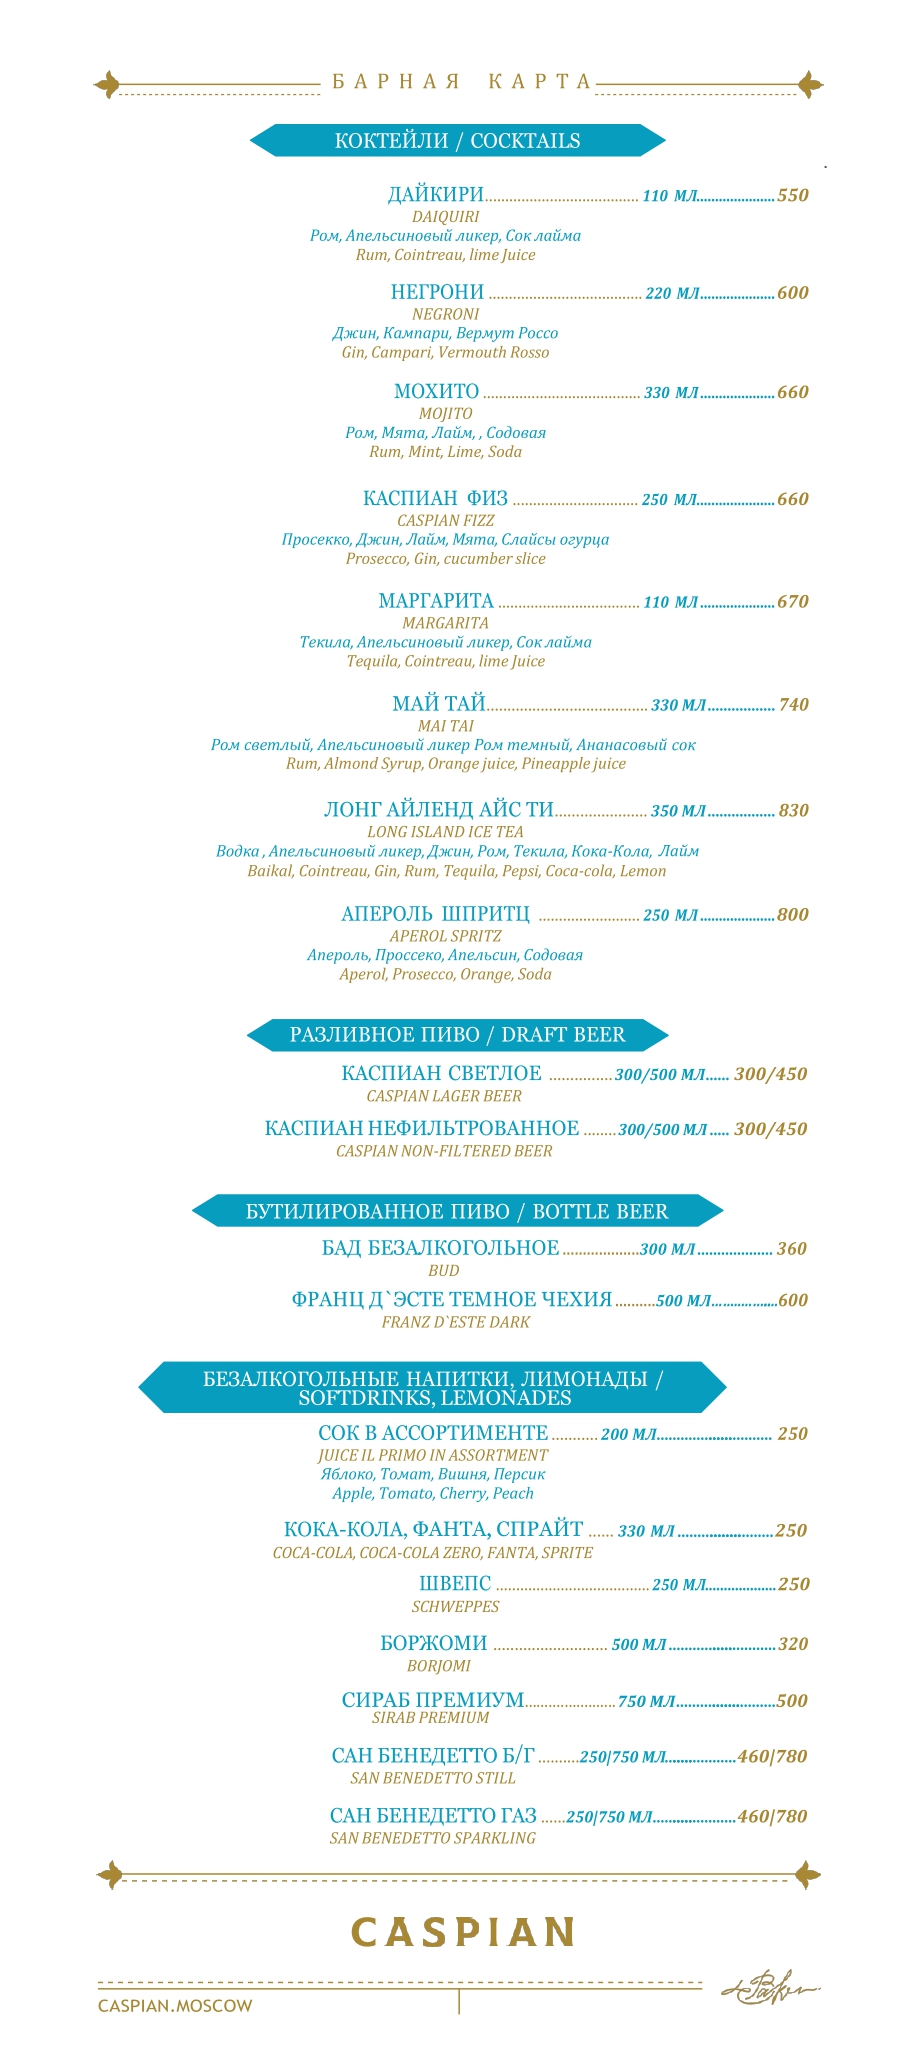 БАРНАЯ КАРТА
КОКТЕЙЛИ / COCKTAILS
ДАЙКИРИ.................................... 110 МЛ....................550
DAIQUIRI
Ром, Апельсиновый ликер, Сок лайма
Rum, Cointreau, lime Juice
НЕГРОНИ .................................... 220 МЛ....................600
NEGRONI
Джин, Кампари, Вермут Россо
Gin, Campari, Vermouth Rosso
МОХИТО ..................................... 330 МЛ....................660
MOJITO
Ром, Мята, Лайм, , Содовая
Rum, Mint, Lime, Soda
КАСПИАН ФИЗ .............................. 250 МЛ....................660
CASPIAN FIZZ
Просекко, Джин, Лайм, Мята, Слайсы огурца
Prosecco, Gin, cucumber slice
МАРГАРИТА ................................. 110 МЛ....................670
MARGARITA
Текила, Апельсиновый ликер, Сок лайма
Tequila, Cointreau, lime Juice
МАЙ ТАЙ...................................... 330 МЛ................. 740
MAI TAI
Ром светлый, Апельсиновый ликер Ром темный, Ананасовый сок
Rum, Almond Syrup, Orange juice, Pineapple juice
ЛОНГ АЙЛЕНД АЙС ТИ...................... 350 МЛ................. 830
LONG ISLAND ICE TEA
Водка , Апельсиновый ликер, Джин, Ром, Текила, Кока-Кола, Лайм
Baikal, Cointreau, Gin, Rum, Tequila, Pepsi, Coca-cola, Lemon
АПЕРОЛЬ ШПРИТЦ ........................ 250 МЛ....................800
APEROL SPRITZ
Апероль, Проссеко, Апельсин, Содовая
Aperol, Prosecco, Orange, Soda
РАЗЛИВНОЕ ПИВО / DRAFT BEER
КАСПИАН СВЕТЛОЕ ...............300/500 МЛ...... 300/450
CASPIAN LAGER BEER
КАСПИАН НЕФИЛЬТРОВАННОЕ ........300/500 МЛ ..... 300/450
CASPIAN NON-FILTERED BEER
БУТИЛИРОВАННОЕ ПИВО / BOTTLE BEER
БАД БЕЗАЛКОГОЛЬНОЕ ..................300 МЛ ................... 360
BUD
ФРАНЦ Д`ЭСТЕ ТЕМНОЕ ЧЕХИЯ ..........500 МЛ..................600
FRANZ D`ESTE DARK
БЕЗАЛКОГОЛЬНЫЕ НАПИТКИ, ЛИМОНАДЫ /
SOFTDRINKS, LEMONADES
СОК В АССОРТИМЕНТЕ ........... 200 МЛ............................. 250
JUICE IL PRIMO IN ASSORTMENT
Яблоко, Томат, Вишня, Персик
Apple, Tomato, Cherry, Peach
КОКА-КОЛА, ФАНТА, СПРАЙТ ...... 330 МЛ ........................250
COCA-COLA, COCA-COLA ZERO, FANTA, SPRITE
ШВЕПС .................................... 250 МЛ...................250
SCHWEPPES
БОРЖОМИ ........................... 500 МЛ ...........................320
BORJOMI
СИРАБ ПРЕМИУМ...................... 750 МЛ..........................500
SIRAB PREMIUM
САН БЕНЕДЕТТО Б/Г ..........250|750 МЛ..................460|780
SAN BENEDETTO STILL
САН БЕНЕДЕТТО ГАЗ ......250|750 МЛ.....................460|780
SAN BENEDETTO SPARKLING
CASPIAN
CASPIAN.MOSCOW